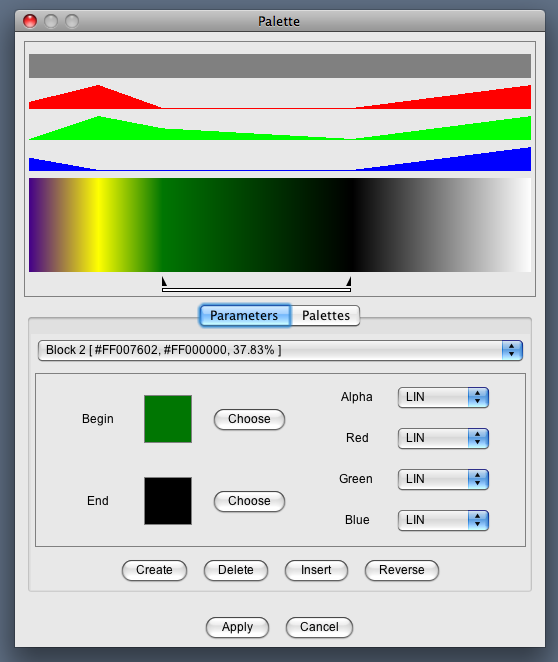 Palette
Parameters Palettes
Block 2 [ #FF007602, #FF000000, 37.83% ]
Begin Choose
End Choose
Alpha LIN
Red LIN
Green LIN
Blue LIN
Create Delete Insert Reverse
Apply Cancel